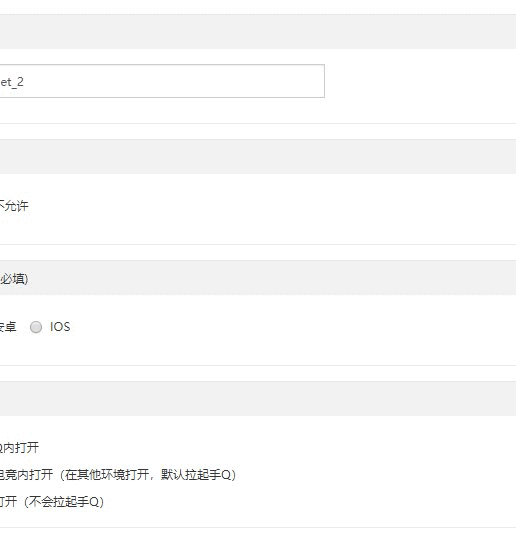 et_2
不允许
必填)
安卓 IOS
Q内打开
电竞内打开（在其他环境打开，默认拉起手Q）
打开（不会拉起手Q）